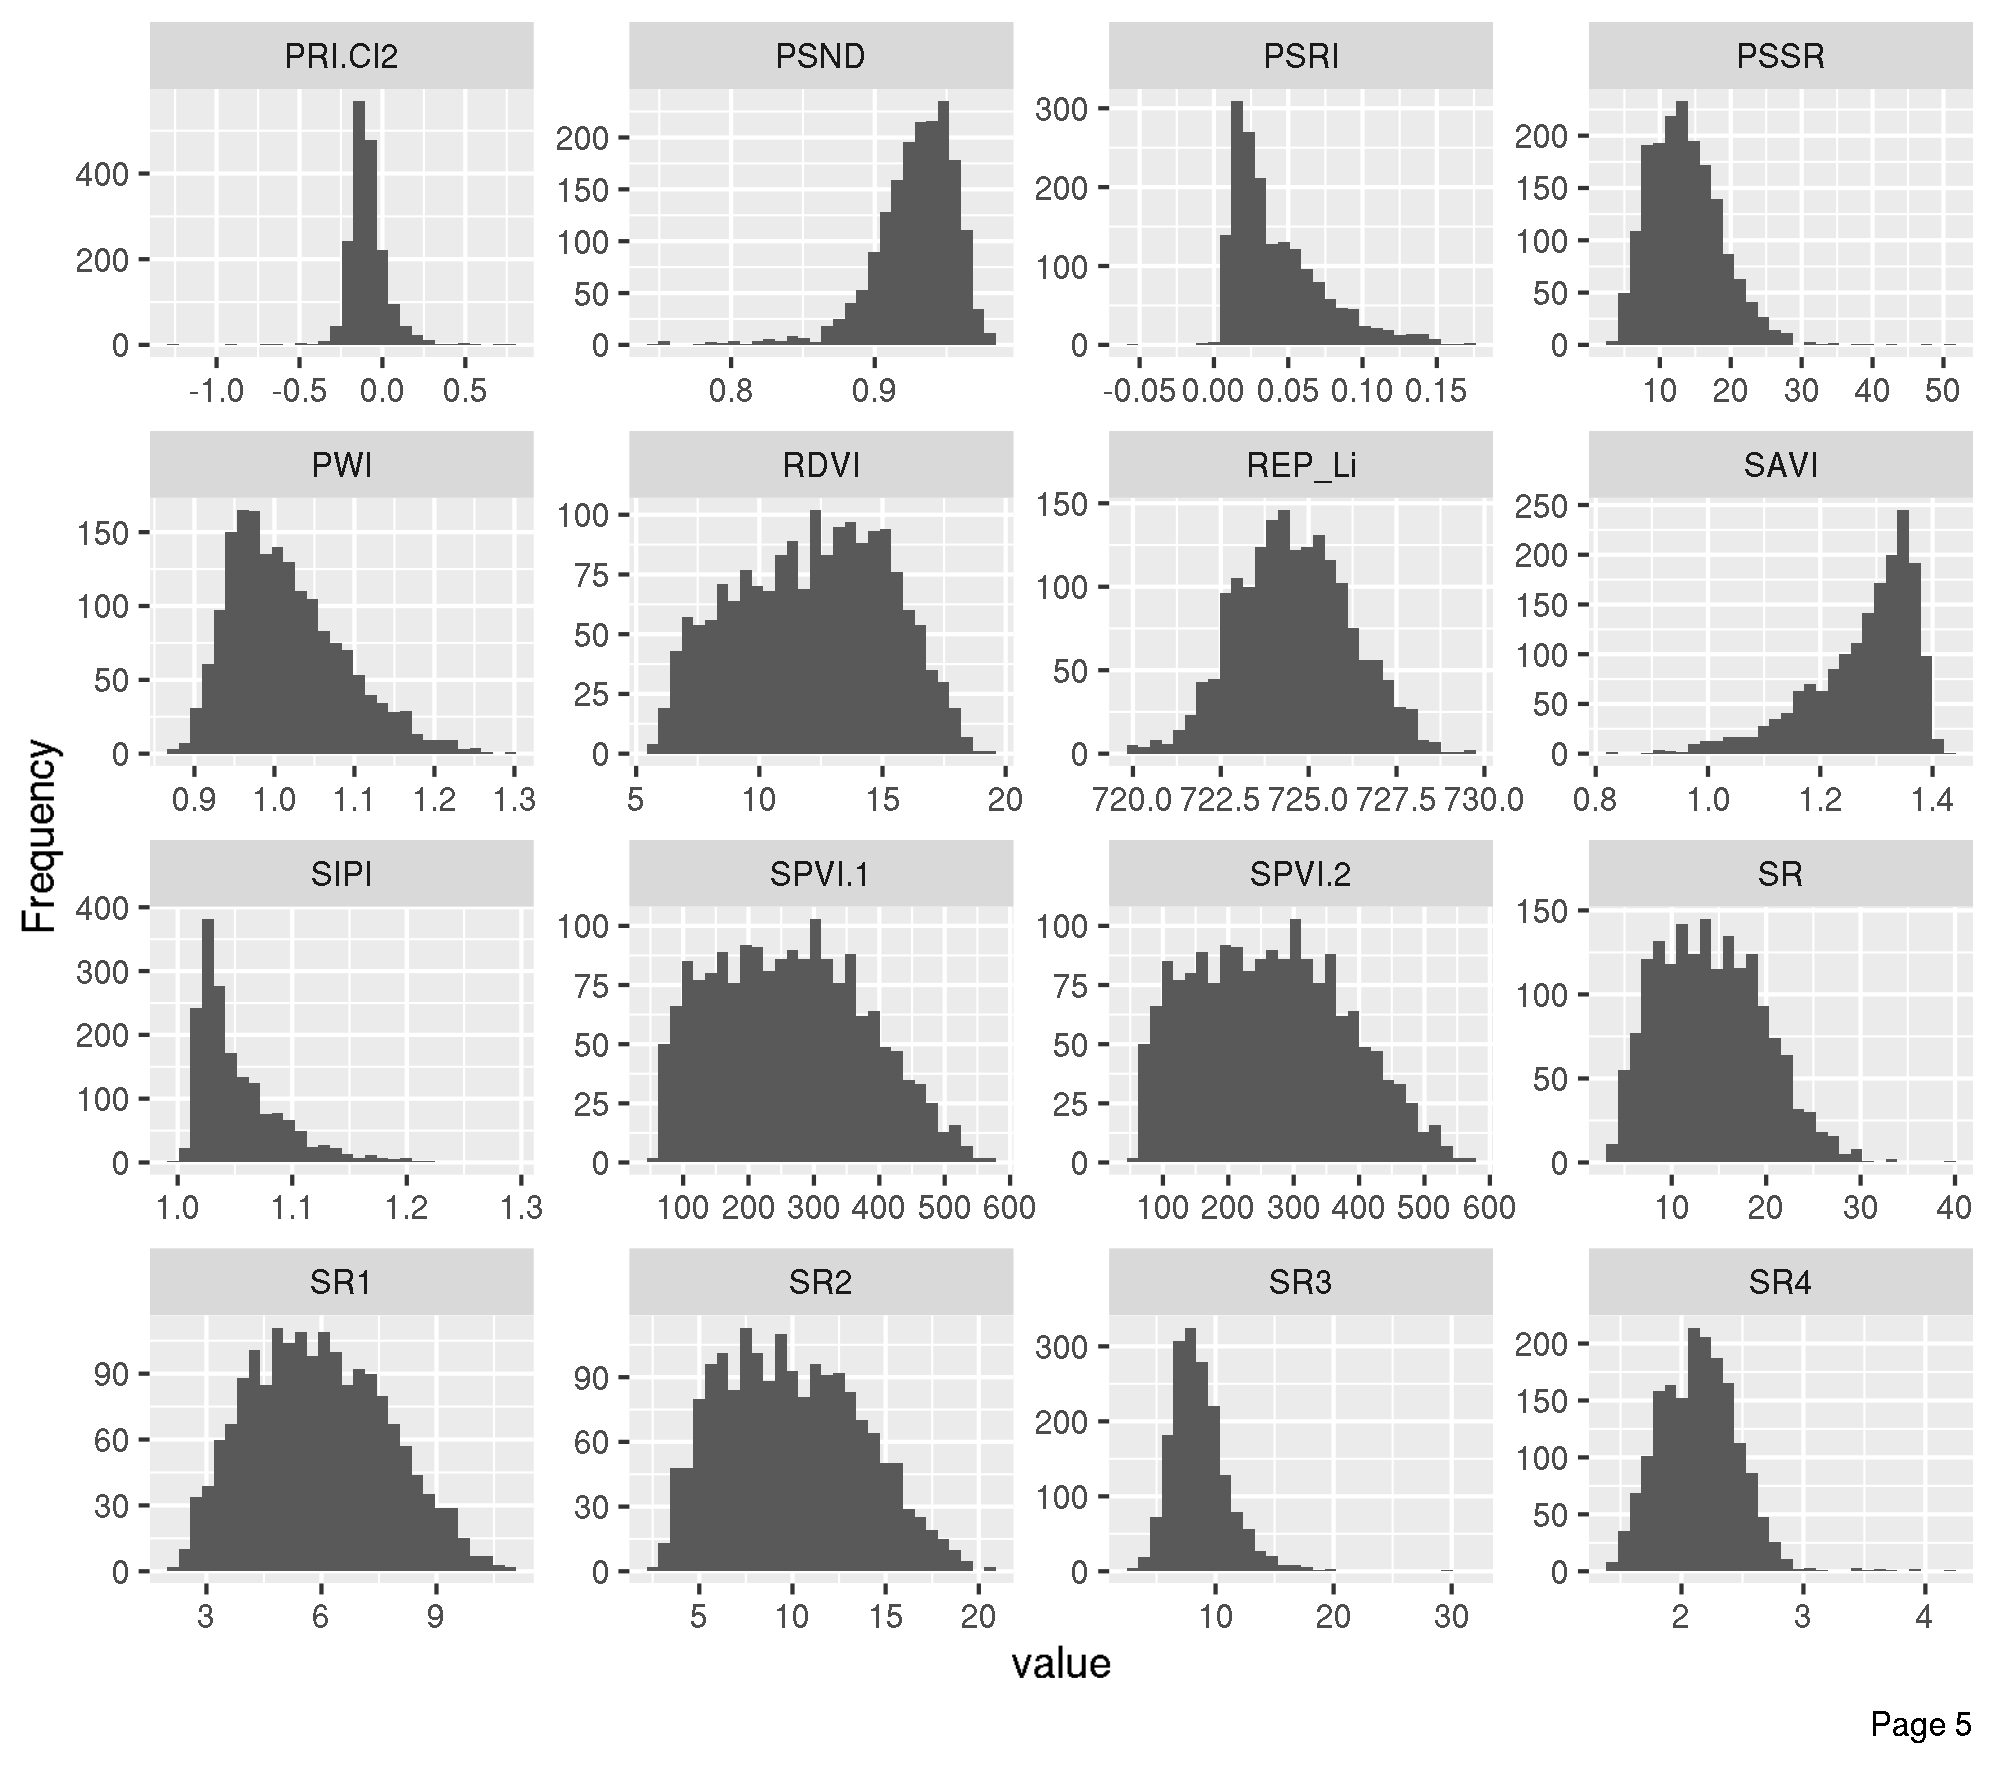 PRI.CI2 PSND PSRI PSSR
400 200 0
-1.0 -0.5 0.0 0.5
200 150 100 50 0
0.8 0.9
300 200 100 0
-0.05 0.00 0.05 0.10 0.15
200 150 100 50 0
10 20 30 40 50
PWI RDVI REP_Li SAVI
150 100 50 0
0.9 1.0 1.1 1.2 1.3
100 75 50 25 0
5 10 15 20
150 100 50 0
720.0 722.5 725.0 727.5 730.0
250 200 150 100 50 0
0.8 1.0 1.2 1.4
Frequency
SIPI SPVI.1 SPVI.2 SR
400 300 200 100 0
1.0 1.1 1.2 1.3
100 75 50 25 0
100 200 300 400 500 600
100 75 50 25 0
100 200 300 400 500 600
150 100 50 0
10 20 30 40
SR1 SR2 SR3 SR4
90 60 30 0
3 6 9
90 60 30 0
5 10 15 20
300 200 100 0
10 20 30
200 150 100 50 0
2 3 4
value
Page 5